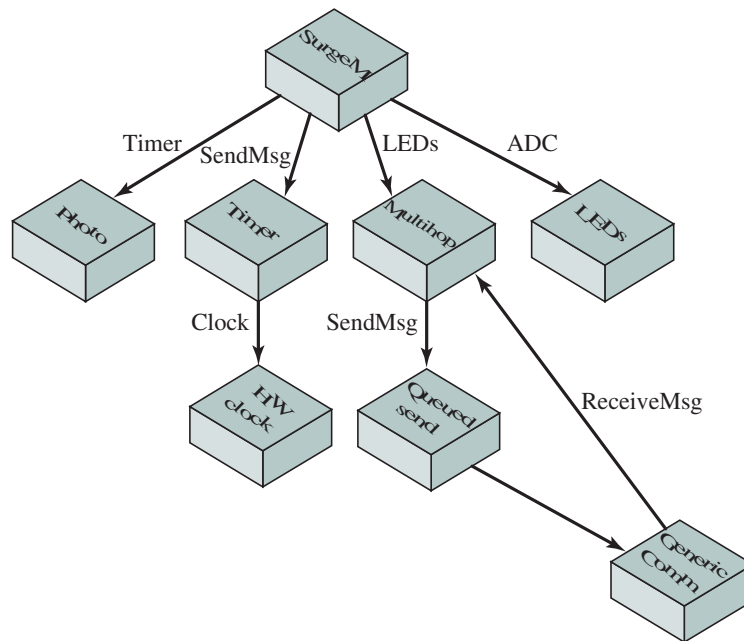 SurgeM
Timer
SendMsg
LEDs
ADC
Photo
Timer
Multihop
LEDs
Clock
SendMsg
HW
clock
Queued
send
ReceiveMsg
Generic
Comm